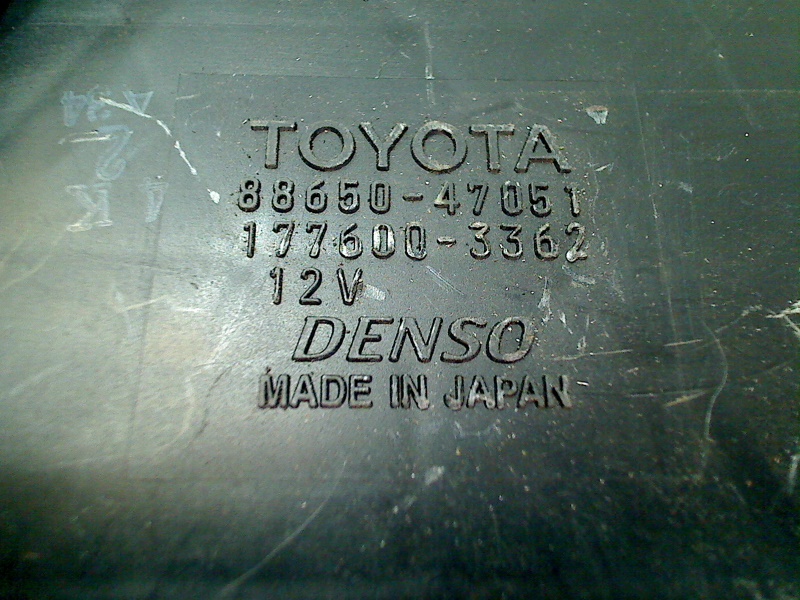 TOYOTA
88650-47051
177600-3362
12V
DENSO
MADE IN JAPAN